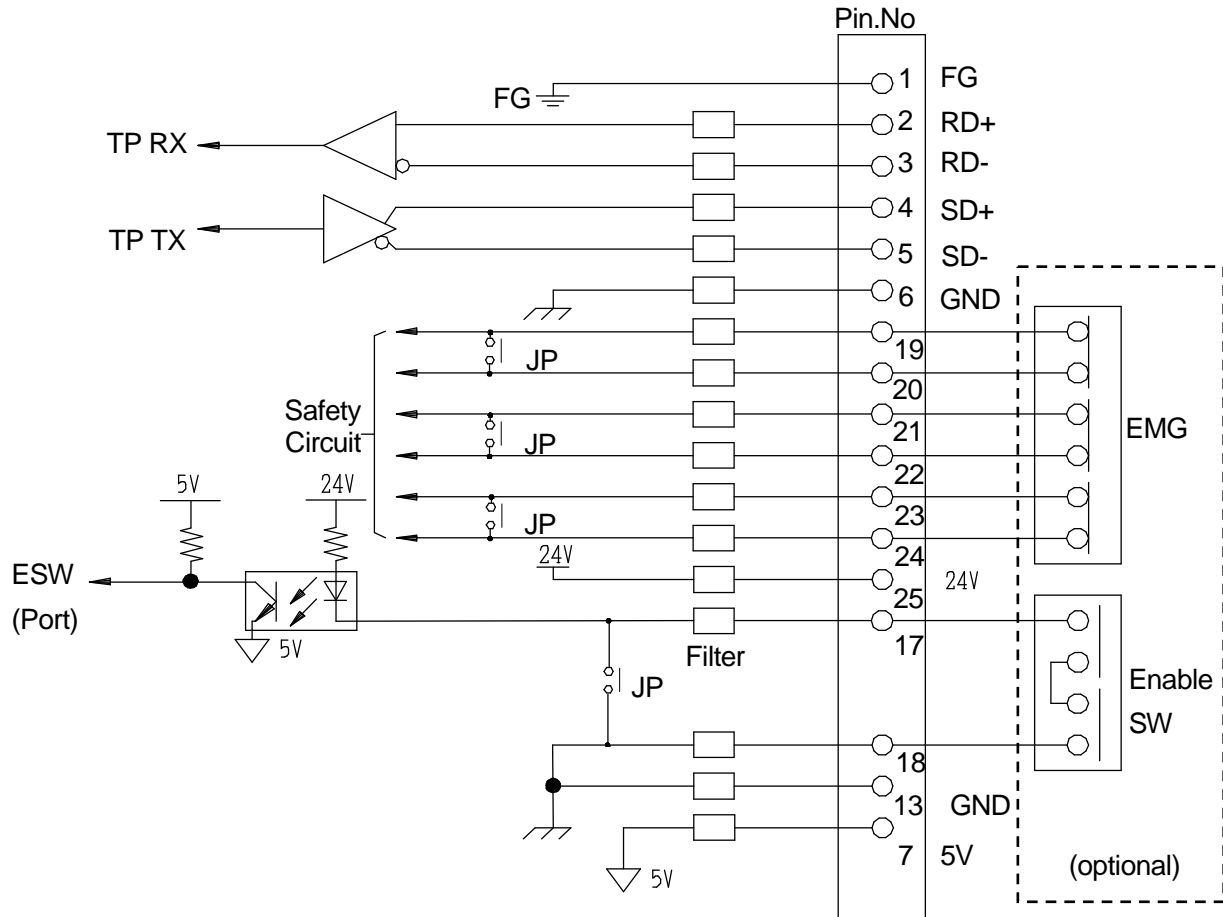 Pin.No
1 FG
FG
2 RD+
TP RX
3 RD-
4 SD+
TP TX
5 SD-
6 GND
19
JP
20
Safety
Circuit
21
JP
EMG
22
5V
24V
23
JP
24
24V
ESW
(Port)
25
24V
5V
17
Filter
JP
Enable
SW
18
13 GND
7 5V
5V
(optional)